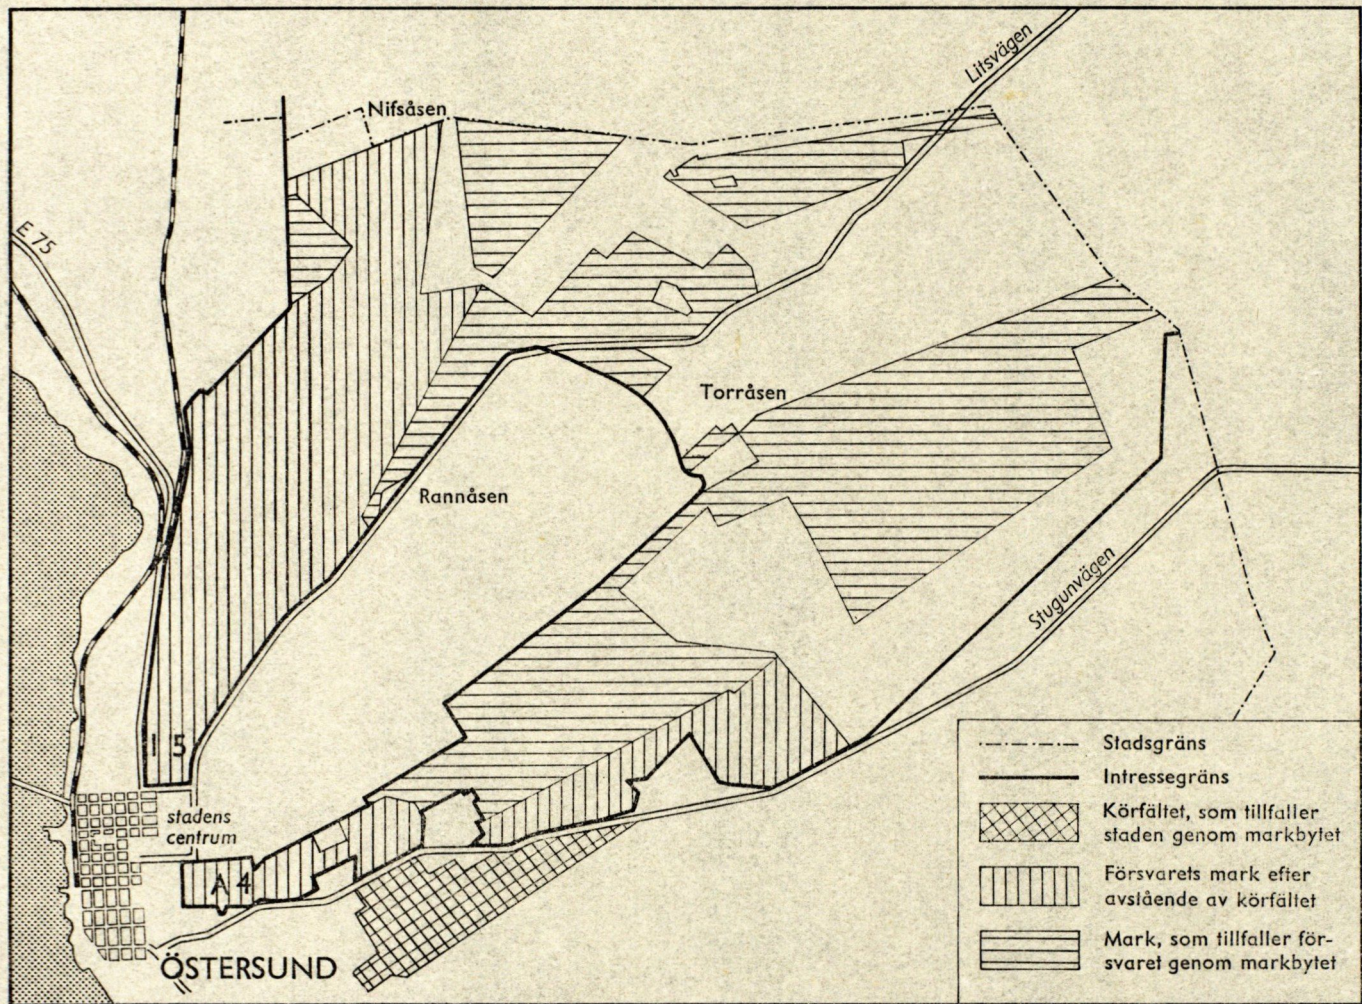 Litsvägen
Nifsåsen
E 75
Torråsen
Rannåsen
Stugunvägen
I 5
stadens
centrum
A 4
ÖSTERSUND
Stadsgräns
Intressegräns
Körfältet, som tillfaller
staden genom markbytet
Försvarets mark efter
avstående av körfältet
Mark, som tillfaller för-
svaret genom markbytet